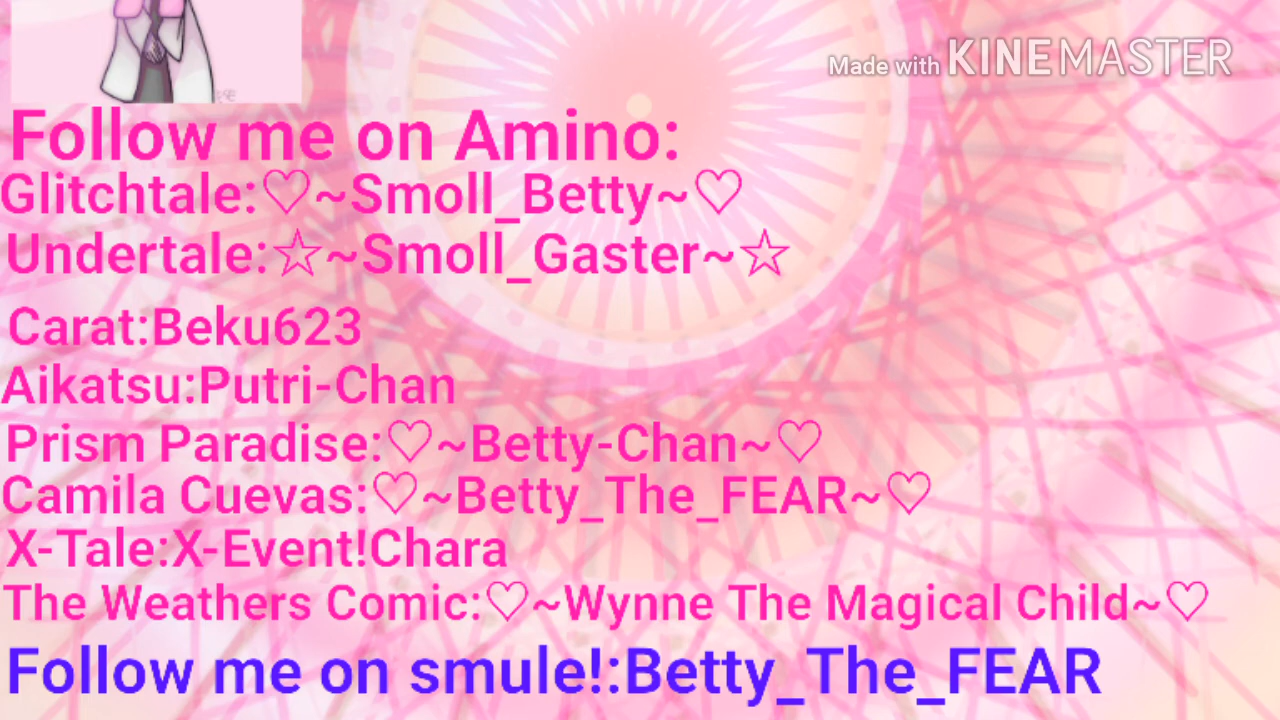 Made with KINEMASTER
Follow me on Amino:
Glitchtale:♡~Smoll_Betty~♡
Undertale:☆~Smoll_Gaster~☆
Carat:Beku623
Aikatsu:Putri-Chan
Prism Paradise:♡~Betty-Chan~♡
Camila Cuevas:♡~Betty_The_FEAR~♡
X-Tale:X-Event!Chara
The Weathers Comic:♡~Wynne The Magical Child~♡
Follow me on smule!:Betty_The_FEAR